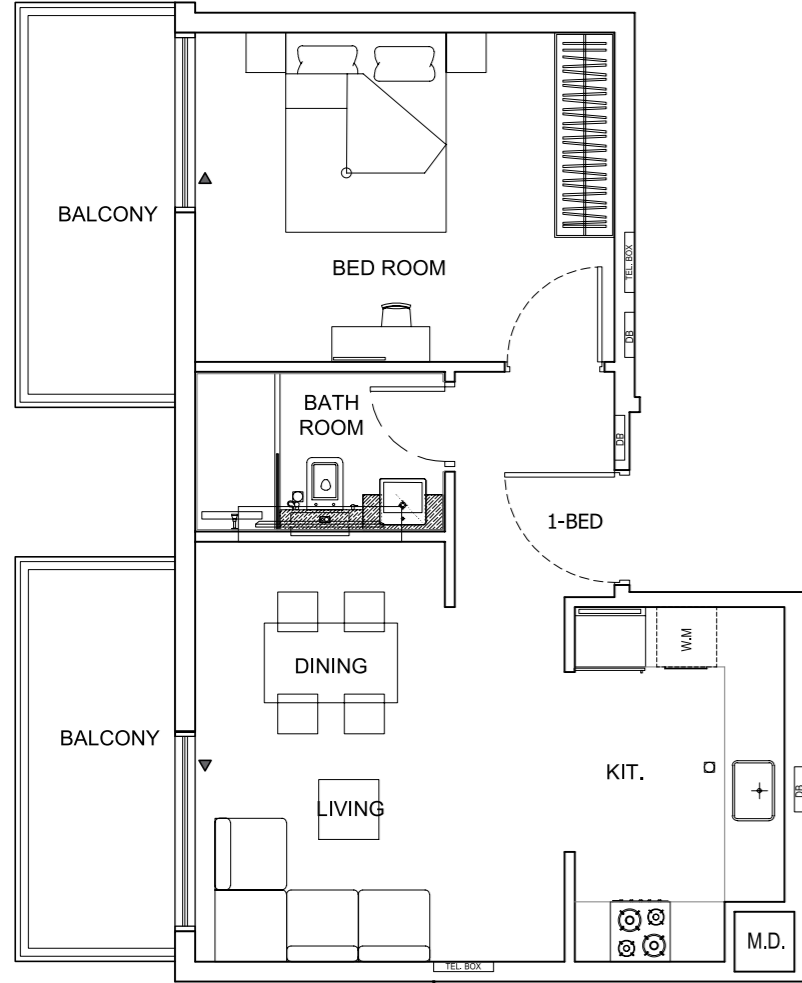 BALCONY
BED ROOM
TEL. BOX
DB
BATH
ROOM
DB
1-BED
W.M
DINING
BALCONY
KIT.
DB
LIVING
M.D.
TEL. BOX